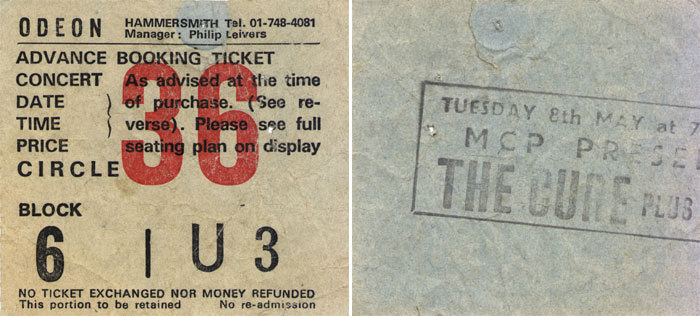 ODEON HAMMERSMITH Tel. 01-748-4081
Manager: Philip Leivers
ADVANCE BOOKING TICKET
CONCERT As advised at the time
DATE } of purchase. (See re-
TIME } verse). Please see full
PRICE seating plan on display
36
CIRCLE
BLOCK
6 | U 3
NO TICKET EXCHANGED NOR MONEY REFUNDED
This portion to be retained No re-admission
TUESDAY 8th MAY at 7
MCP PRESE
THE CURE PLUS